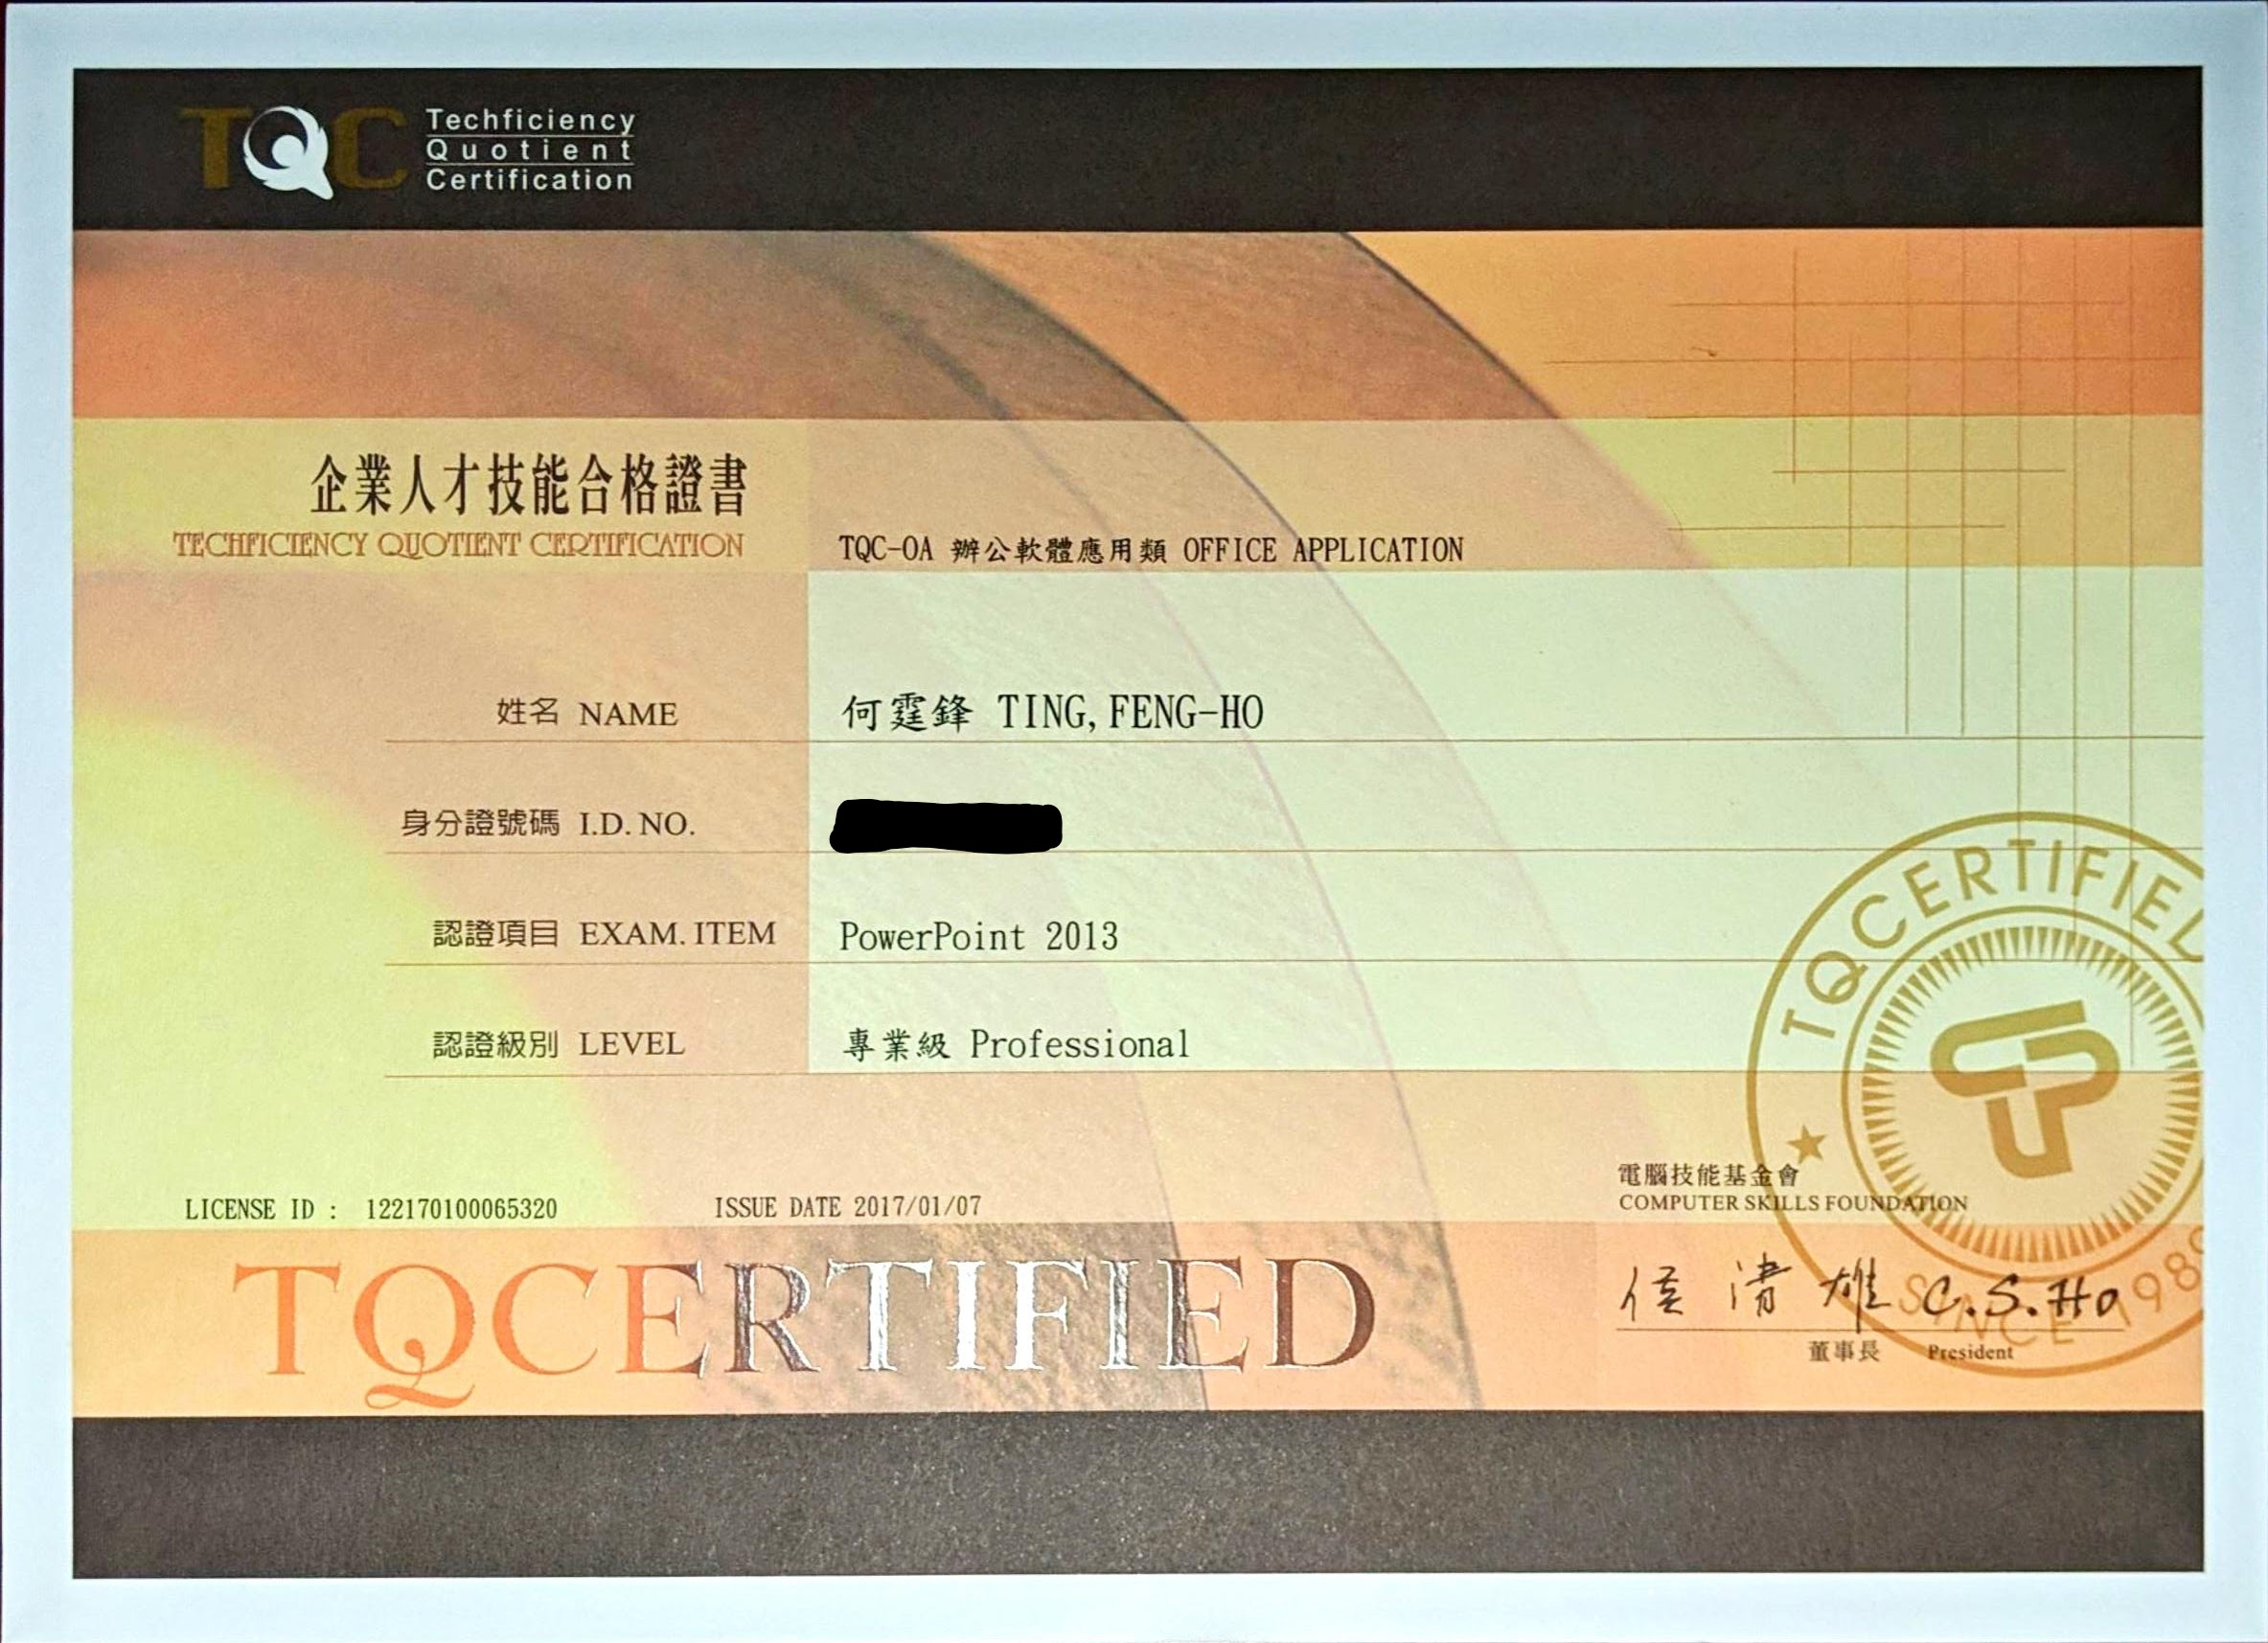 TQC
Techficiency
Quotient
Certification
企業人才技能合格證書
TECHFICIENCY QUOTIENT CERTIFICATION
TQC-OA 辦公軟體應用類 OFFICE APPLICATION
姓名 NAME 何霆鋒 TING,FENG-HO
身分證號碼 I.D. NO.
認證項目 EXAM. ITEM PowerPoint 2013
認證級別 LEVEL 專業級 Professional
TQCERTIFIED
SINCE 1989
LICENSE ID : 122170100065320 ISSUE DATE 2017/01/07
電腦技能基金會
COMPUTER SKILLS FOUNDATION
TQCERTIFIED
侯清雄 C.S.Ho
董事長 President